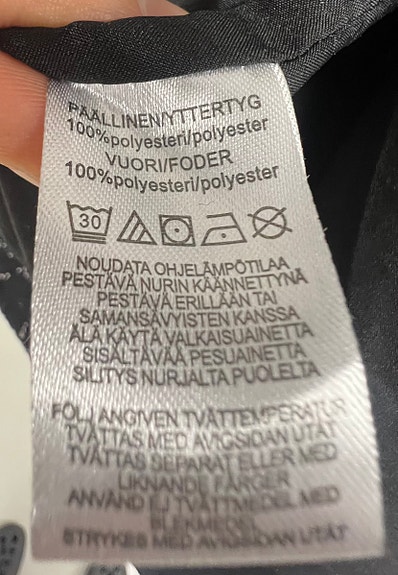 PÄÄLLINEN/YTTERTYG
100%polyesteri/polyester
VUORI/FODER
100%polyesteri/polyester
30
NOUDATA OHJELÄMPÖTILAA
PESTÄVÄ NURIN KÄÄNNETTYNÄ
PESTÄVÄ ERILLÄÄN TAI
SAMANSÄVYISTEN KANSSA
ÄLÄ KÄYTÄ VALKAISUAINETTA
SISÄLTÄVÄÄ PESUAINETTA
SILITYS NURJALTA PUOLELTA
FÖLJ ANGIVEN TVÄTTEMPERATUR
TVÄTTAS MED AVIGSIDAN UTÅT
TVÄTTAS SEPARAT ELLER MED
LIKNANDE FÄRGER
ANVÄND EJ TVÄTTMEDEL MED
BLEKMEDEL
STRYKES MED AVIGSIDAN UTÅT